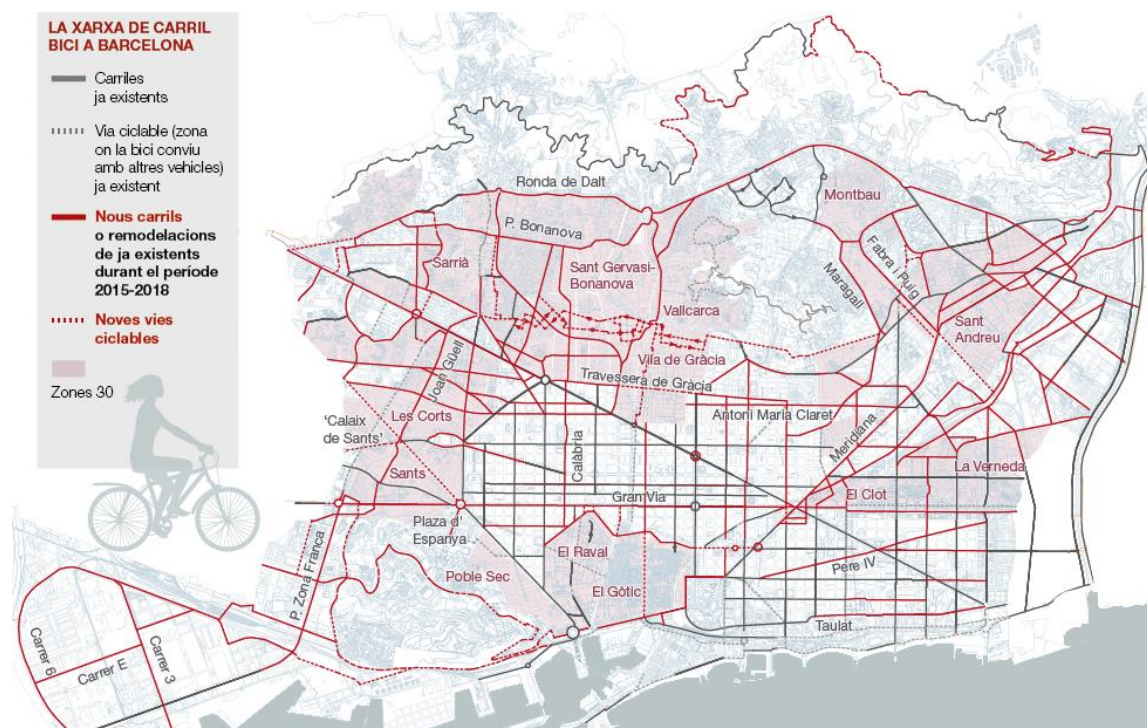 LA XARXA DE CARRIL
BICI A BARCELONA
Carriles
ja existents
Via ciclable (zona
on la bici conviu
amb altres vehicles)
ja existent
Nous carrils
o remodelacions
de ja existents
durant el període
2015-2018
Noves vies
ciclables
Zones 30
Ronda de Dalt
Montbau
P. Bonanova
Sarrià
Sant Gervasi-
Bonanova
Fabra i Puig
Maragall
Vallcarca
Sant
Andreu
Vila de Gràcia
Joan Güell
Travessera de Gràcia
Les Corts
'Calaix
de Sants'
Antoni Maria Claret
Meridiana
Calàbria
Sants
La Verneda
Gran Via
El Clot
Plaza d'
Espanya
El Raval
Pere IV
P. Zona Franca
Poble Sec
El Gòtic
Taulat
Carrer 6
Carrer E
Carrer 3